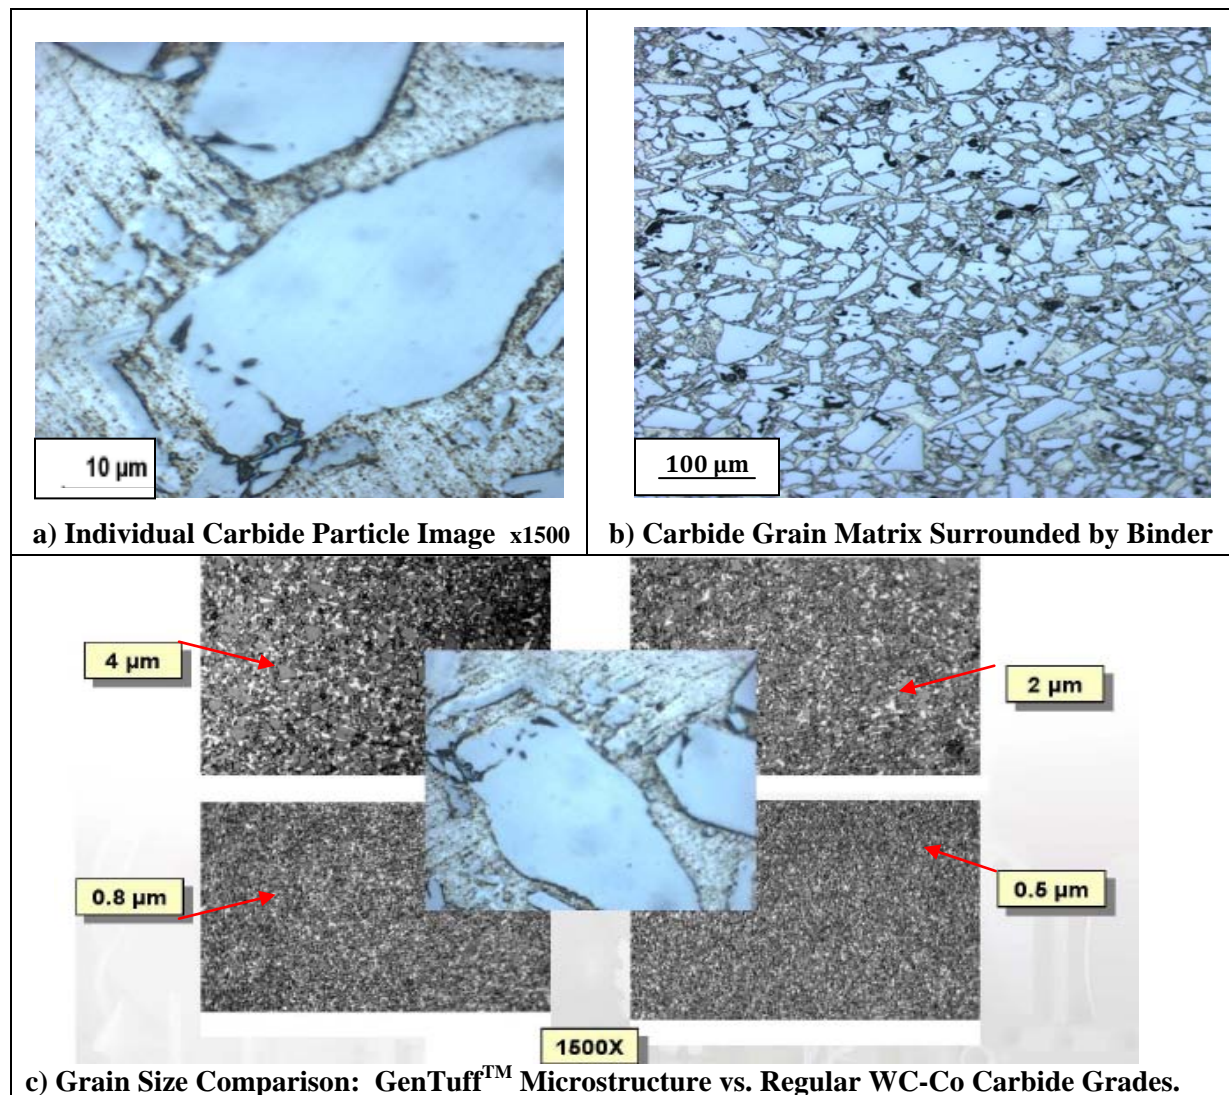 10 µm
100 µm
a) Individual Carbide Particle Image x1500
b) Carbide Grain Matrix Surrounded by Binder
4 µm
2 µm
0.8 µm
0.5 µm
1500X
c) Grain Size Comparison: GenTuff™ Microstructure vs. Regular WC-Co Carbide Grades.